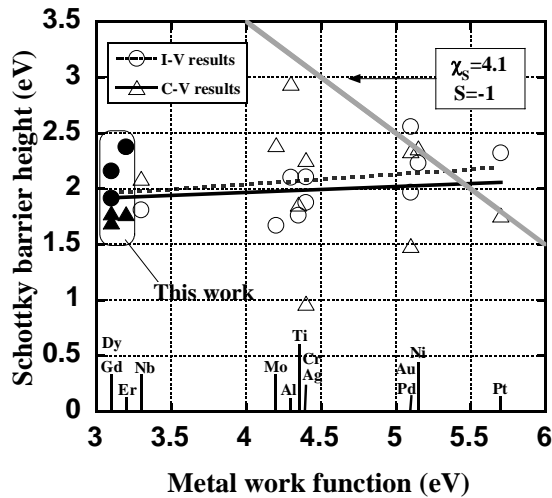 Schottky barrier height (eV)
4
3.5
3
2.5
2
1.5
1
0.5
0
I-V results
C-V results
χS=4.1
S=-1
This work
Dy
Gd
Er
Nb
Mo
Al
Ti
Cr
Ag
Au
Pd
Ni
Pt
3 3.5 4 4.5 5 5.5 6
Metal work function (eV)